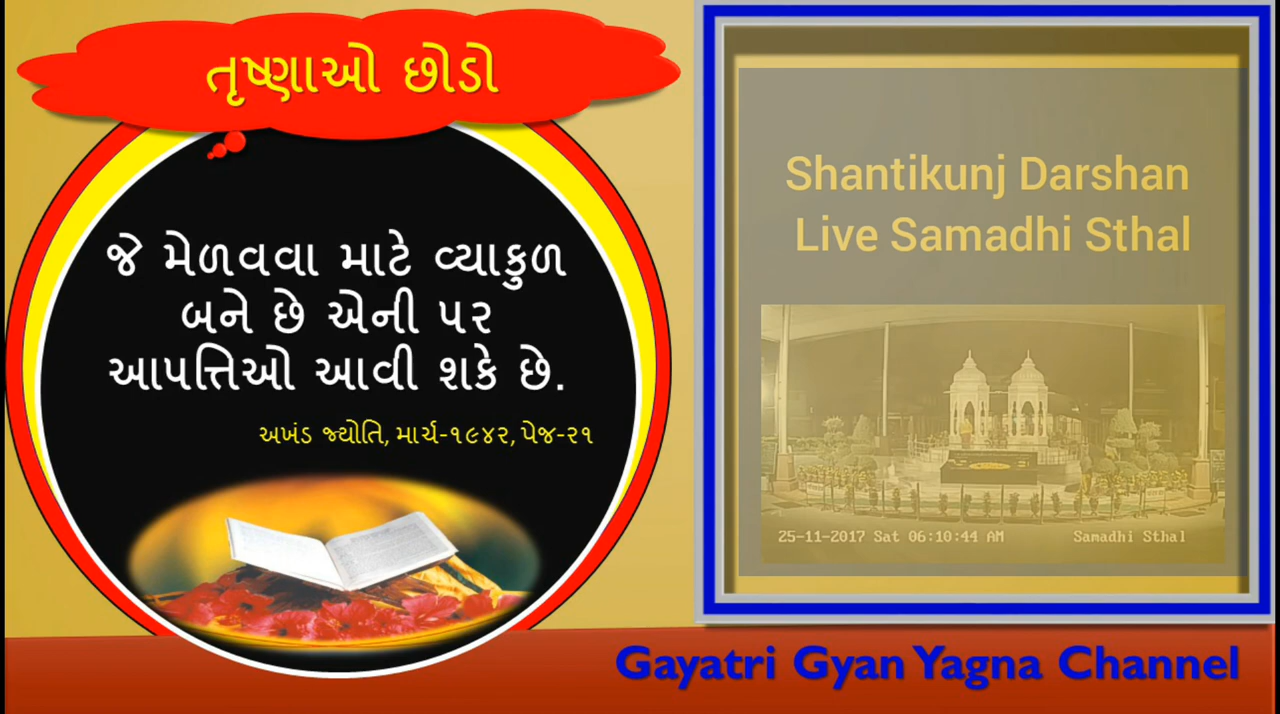 તૃષ્ણાઓ છોડો
જે મેળવવા માટે વ્યાકુળ
બને છે એની પર
આપત્તિઓ આવી શકે છે.
અખંડ જ્યોતિ, માર્ચ-૧૯૪૨, પેજ-૨૧
Shantikunj Darshan
Live Samadhi Sthal
25-11-2017 Sat 06:10:44 AM
Samadhi Sthal
Gayatri Gyan Yagna Channel